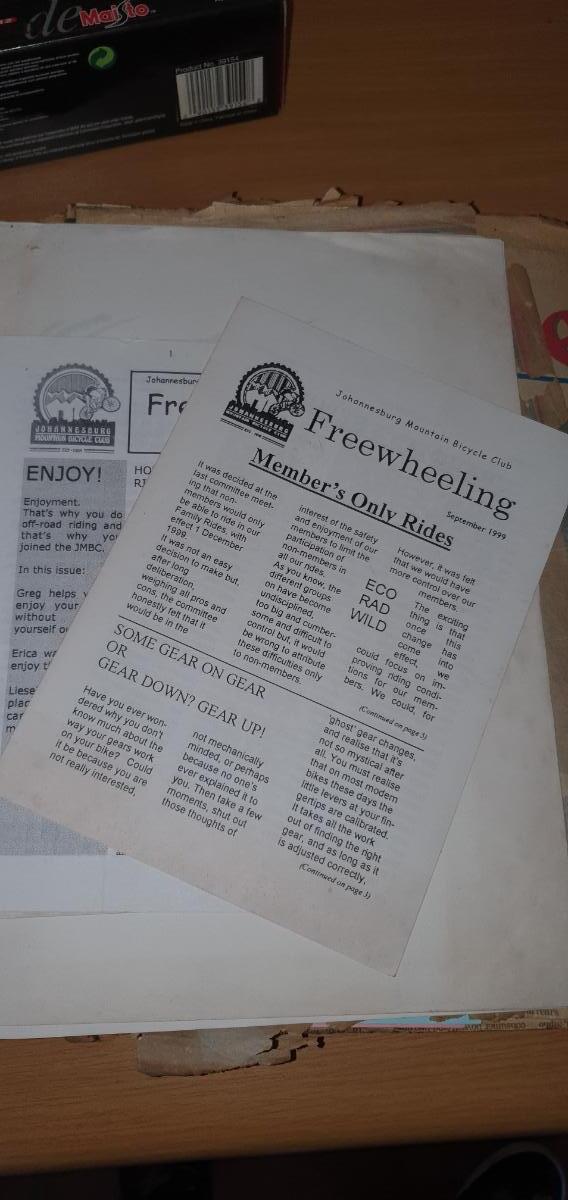 de Maisto
Product No. 39154
1
Johannesburg
JOHANNESBURG
MOUNTAIN BICYCLE CLUB
Fre
ENJOY!
HO
RI
Enjoyment.
That's why you do
off-road riding and
that's why you
joined the JMBC.
In this issue:
Greg helps y
enjoy your
without
yourself o
Erica wa
enjoy t
Liese
plac
car
m
JOHANNESBURG
MOUNTAIN BICYCLE CLUB
Johannesburg Mountain Bicycle Club
Freewheeling
September 1999
Member's Only Rides
It was decided at the
last committee meet-
ing that non-
members would only
be able to ride in our
Family Rides, with
effect 1 December
1999.
It was not an easy
decision to make, but,
after long
deliberation,
weighing all pros and
cons, the committee
honestly felt that it
would be in the
interest of the safety
and enjoyment of our
members to limit the
participation of
non-members in
all our rides.
As you know, the
different groups
on have become
undisciplined,
too big and cumber-
some and difficult to
control but, it would
be wrong to attribute
these difficulties only
to non-members.
However, it was felt
that we would have
more control over our
members.
ECO
RAD
WILD
The exciting
thing is that
once this
change has
come into
effect, we
could focus on im-
proving riding condi-
tions for our mem-
bers. We could, for
(Continued on page 3)
SOME GEAR ON GEAR
OR
GEAR DOWN? GEAR UP!
Have you ever won-
dered why you don't
know much about the
way your gears work
on your bike? Could
it be because you are
not really interested,
not mechanically
minded, or perhaps
because no one's
ever explained it to
you. Then take a few
moments, shut out
those thoughts of
'ghost' gear changes,
and realise that it's
not so mystical after
all. You must realise
that on most modern
bikes these days the
little levers at your fin-
gertips are calibrated.
It takes all the work
out of finding the right
gear, and as long as it
is adjusted correctly,
(Continued on page 3)